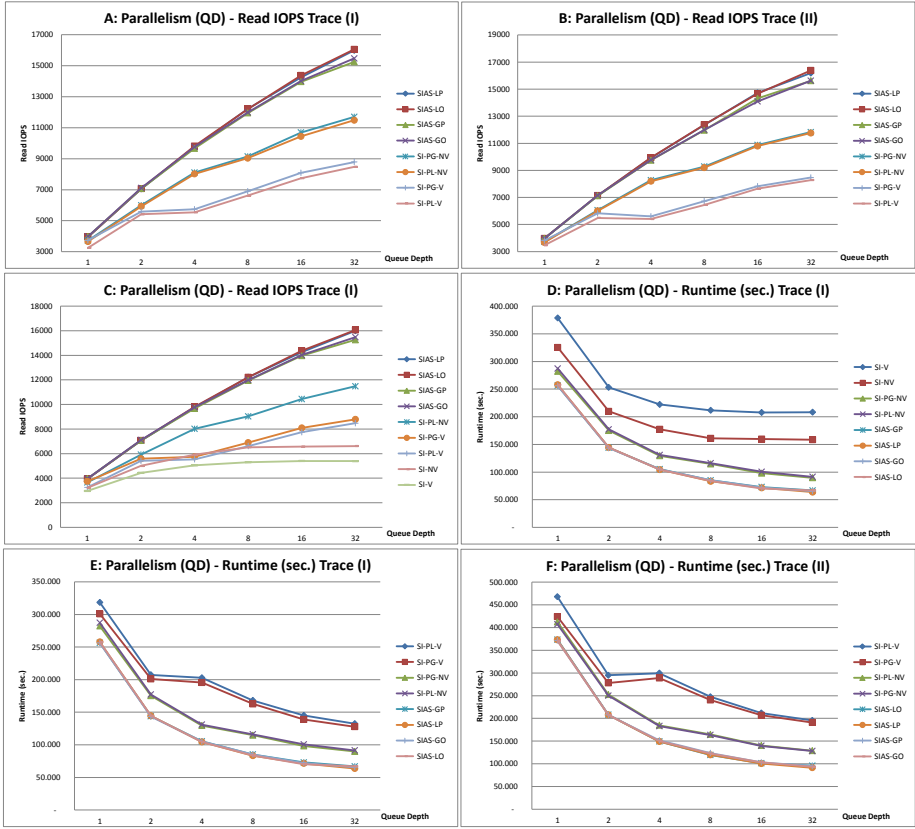 A: Parallelism (QD) - Read IOPS Trace (I)
17000
15000
13000
11000
9000
7000
5000
3000
Read IOPS
1 2 4 8 16 32
Queue Depth
SIAS-LP
SIAS-LO
SIAS-GP
SIAS-GO
SI-PG-NV
SI-PL-NV
SI-PG-V
SI-PL-V
B: Parallelism (QD) - Read IOPS Trace (II)
19000
17000
15000
13000
11000
9000
7000
5000
3000
Read IOPS
1 2 4 8 16 32
Queue Depth
SIAS-LP
SIAS-LO
SIAS-GP
SIAS-GO
SI-PG-NV
SI-PL-NV
SI-PG-V
SI-PL-V
C: Parallelism (QD) - Read IOPS Trace (I)
18000
16000
14000
12000
10000
8000
6000
4000
2000
0
Read IOPS
1 2 4 8 16 32
Queue Depth
SIAS-LP
SIAS-LO
SIAS-GP
SIAS-GO
SI-PL-NV
SI-PG-V
SI-PL-V
SI-NV
SI-V
D: Parallelism (QD) - Runtime (sec.) Trace (I)
400.000
350.000
300.000
250.000
200.000
150.000
100.000
50.000
-
Runtime (sec.)
1 2 4 8 16 32
Queue Depth
SI-V
SI-NV
SI-PG-NV
SI-PL-NV
SIAS-GP
SIAS-LP
SIAS-GO
SIAS-LO
E: Parallelism (QD) - Runtime (sec.) Trace (I)
350.000
300.000
250.000
200.000
150.000
100.000
50.000
-
Runtime (sec.)
1 2 4 8 16 32
Queue Depth
SI-PL-V
SI-PG-V
SI-PG-NV
SI-PL-NV
SIAS-GP
SIAS-LP
SIAS-GO
SIAS-LO
F: Parallelism (QD) - Runtime (sec.) Trace (II)
500.000
450.000
400.000
350.000
300.000
250.000
200.000
150.000
100.000
50.000
-
Runtime (sec.)
1 2 4 8 16 32
Queue Depth
SI-PL-V
SI-PG-V
SI-PL-NV
SI-PG-NV
SIAS-LO
SIAS-LP
SIAS-GP
SIAS-GO